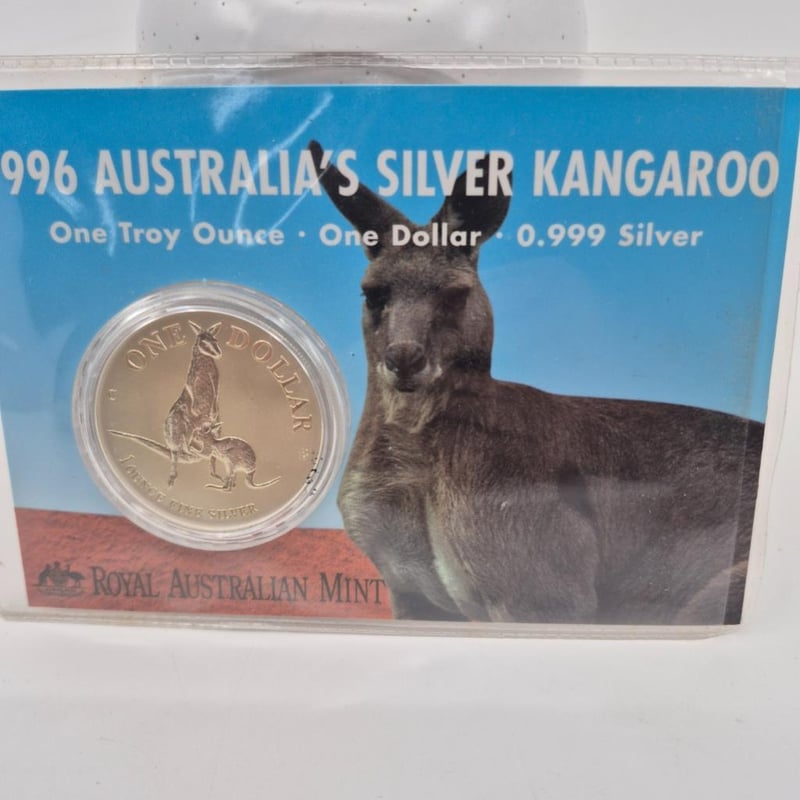 996 AUSTRALIA'S SILVER KANGAROO
One Troy Ounce · One Dollar · 0.999 Silver
ONE DOLLAR
1 OUNCE FINE SILVER
ROYAL AUSTRALIAN MINT